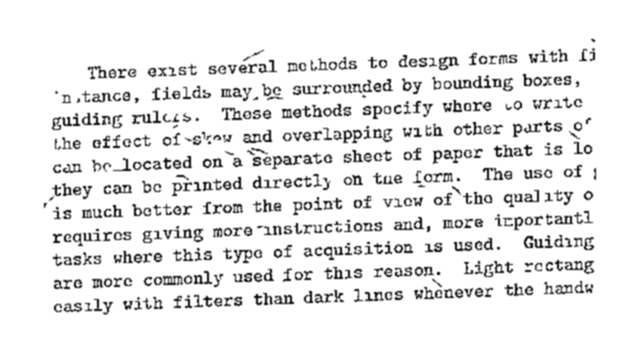 There exist several methods to design forms with fi
stance, fields may be surrounded by bounding boxes,
guiding rulers. These methods specify where to write
the effect of skew and overlapping with other parts of
can be located on a separate sheet of paper that is lo
they can be printed directly on the form. The use of
is much better from the point of view of the quality o
requires giving more instructions and, more importantl
tasks where this type of acquisition is used. Guiding
are more commonly used for this reason. Light rectang
easily with filters than dark lines whenever the handw